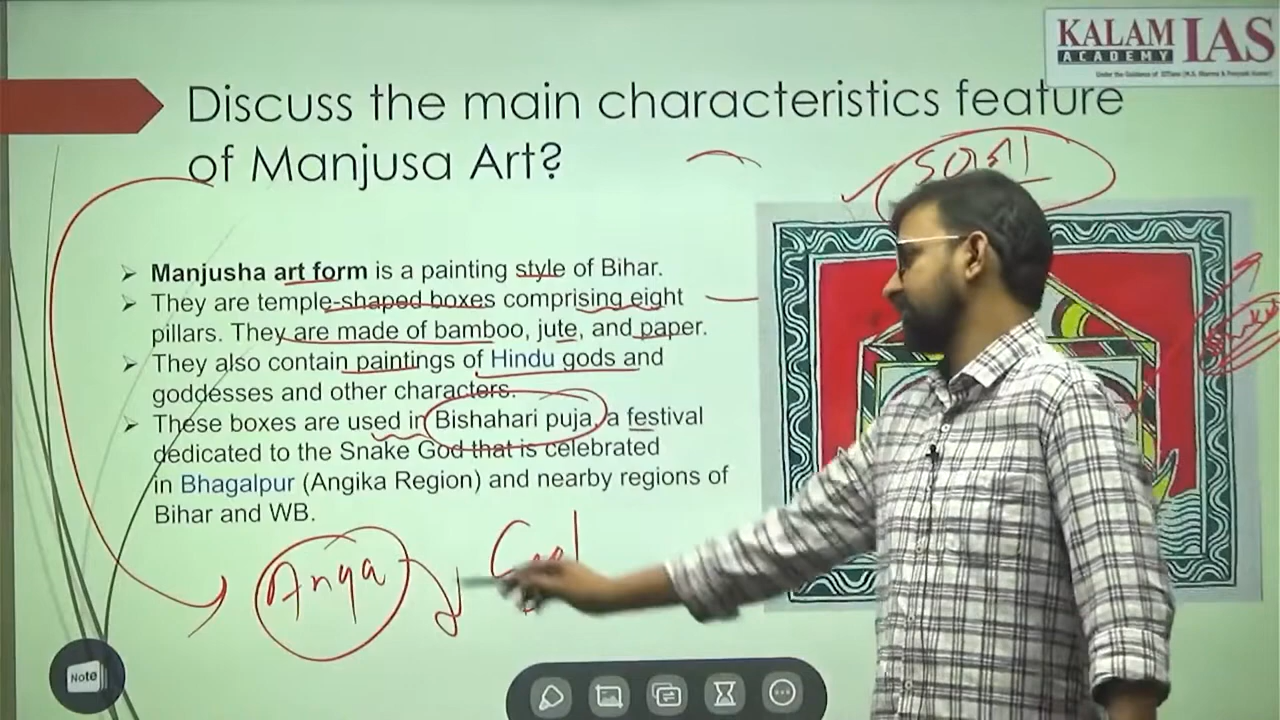 KALAM IAS
ACADEMY
Discuss the main characteristics feature
of Manjusa Art?
➢ Manjusha art form is a painting style of Bihar.
➢ They are temple-shaped boxes comprising eight
pillars. They are made of bamboo, jute, and paper.
➢ They also contain paintings of Hindu gods and
goddesses and other characters.
➢ These boxes are used in Bishahari puja, a festival
dedicated to the Snake God that is celebrated
in Bhagalpur (Angika Region) and nearby regions of
Bihar and WB.
Anga
Note